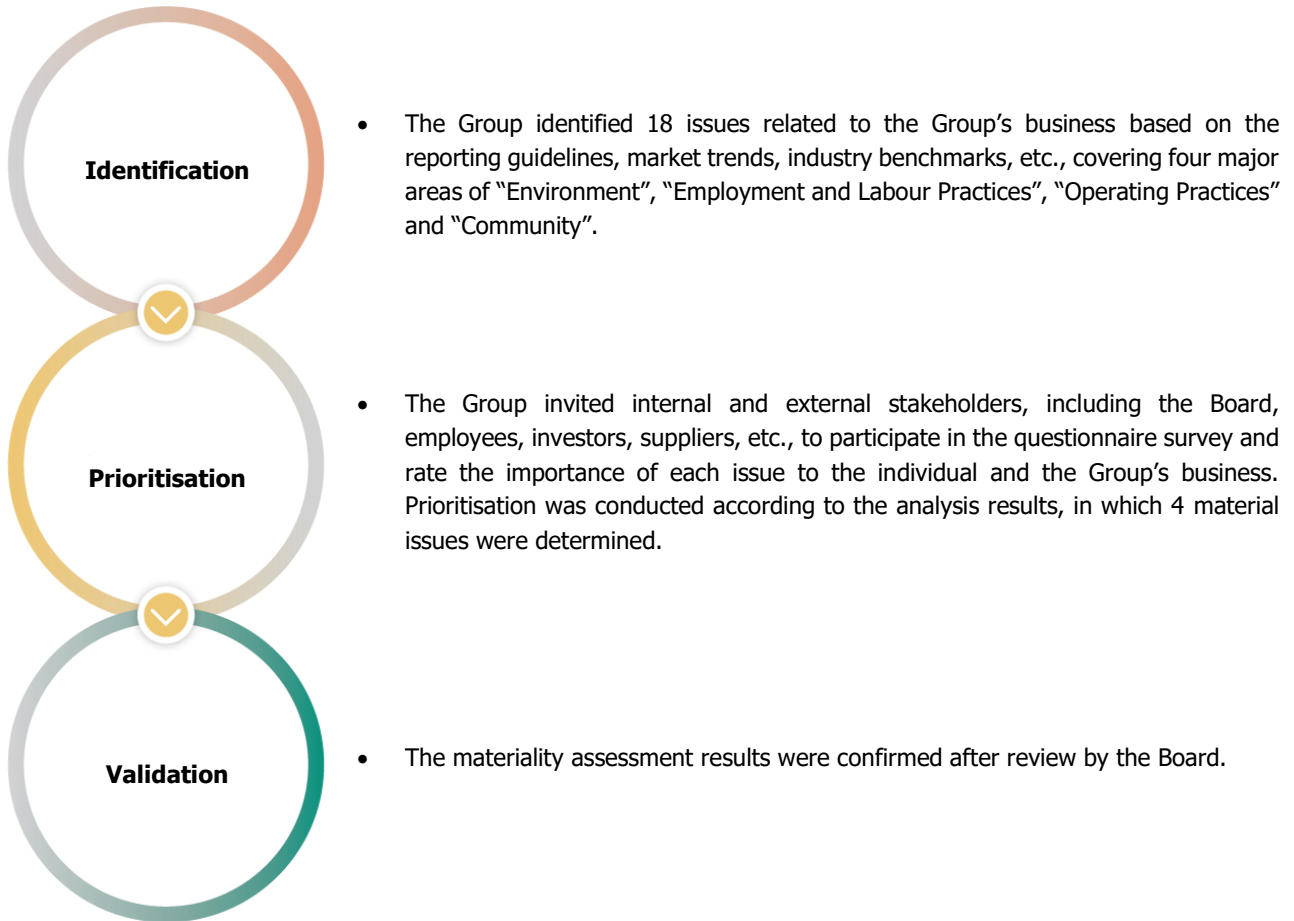 Identification
• The Group identified 18 issues related to the Group’s business based on the
reporting guidelines, market trends, industry benchmarks, etc., covering four major
areas of “Environment”, “Employment and Labour Practices”, “Operating Practices”
and “Community”.
Prioritisation
• The Group invited internal and external stakeholders, including the Board,
employees, investors, suppliers, etc., to participate in the questionnaire survey and
rate the importance of each issue to the individual and the Group’s business.
Prioritisation was conducted according to the analysis results, in which 4 material
issues were determined.
Validation
• The materiality assessment results were confirmed after review by the Board.